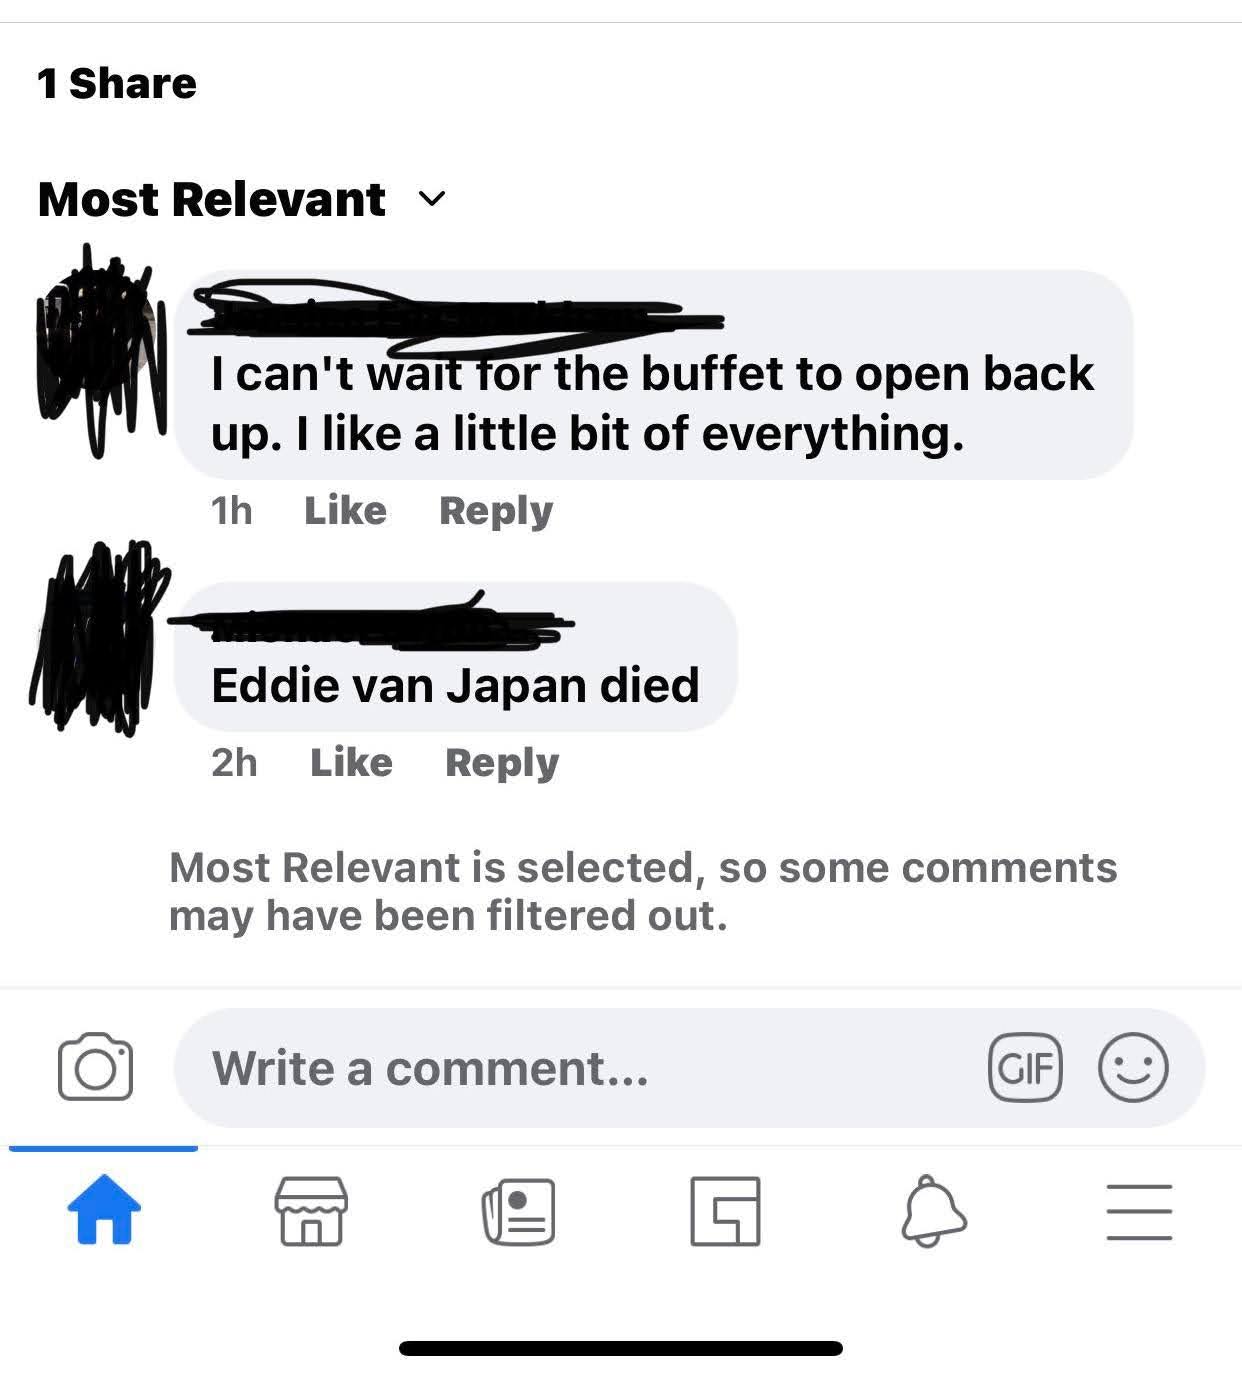 1 Share
Most Relevant
I can't wait for the buffet to open back
up. I like a little bit of everything.
1h Like Reply
Eddie van Japan died
2h Like Reply
Most Relevant is selected, so some comments
may have been filtered out.
Write a comment...
GIF